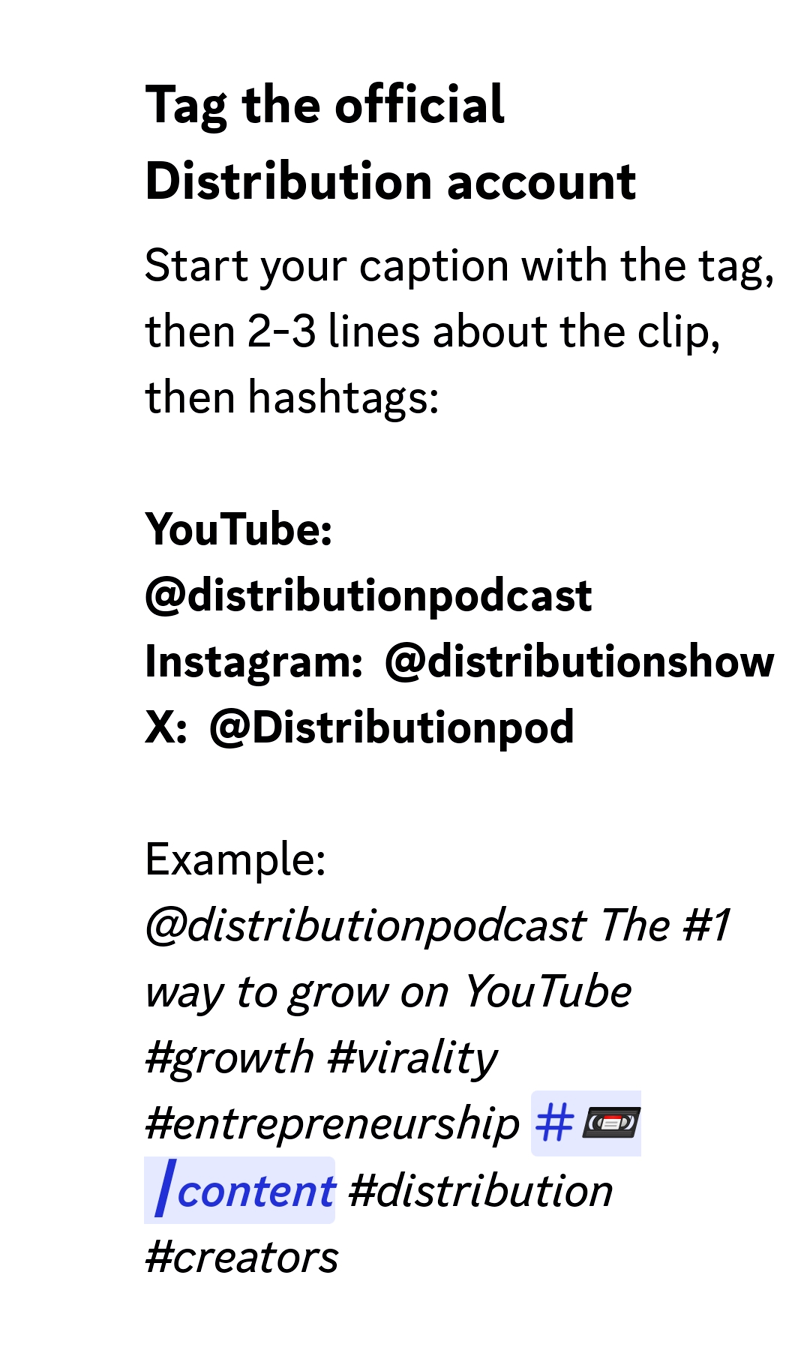 Tag the official
Distribution account
Start your caption with the tag,
then 2-3 lines about the clip,
then hashtags:
YouTube:
@distributionpodcast
Instagram: @distributionshow
X: @Distributionpod
Example:
@distributionpodcast The #1
way to grow on YouTube
#growth #virality
#entrepreneurship #📼
|content #distribution
#creators